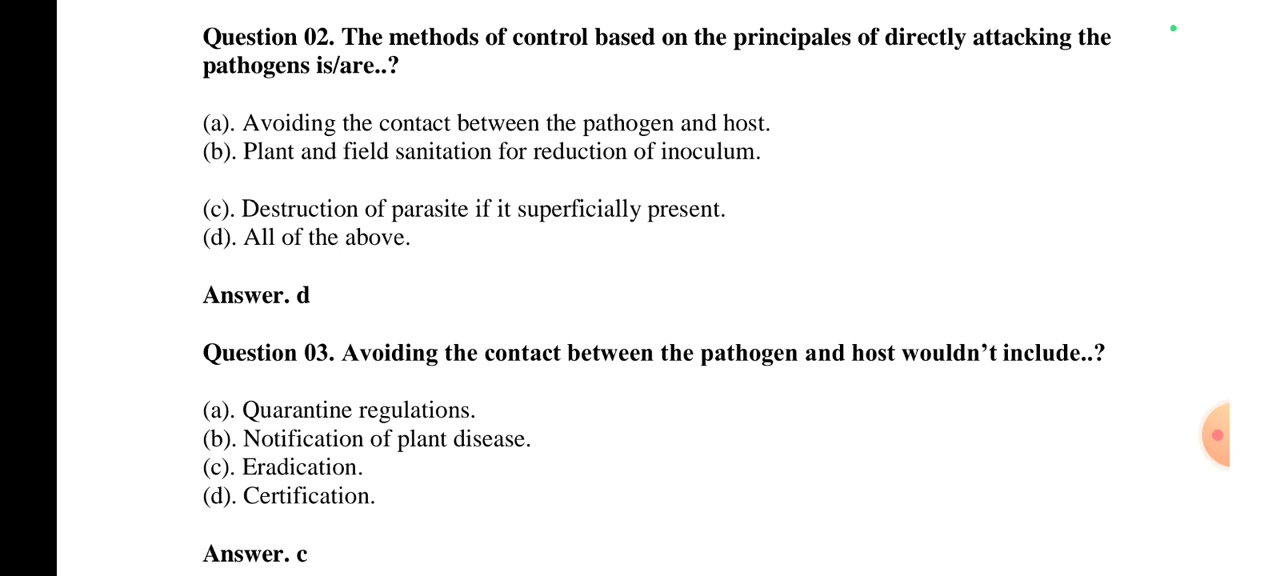 Question 02. The methods of control based on the principales of directly attacking the
pathogens is/are..?
(a). Avoiding the contact between the pathogen and host.
(b). Plant and field sanitation for reduction of inoculum.
(c). Destruction of parasite if it superficially present.
(d). All of the above.
Answer. d
Question 03. Avoiding the contact between the pathogen and host wouldn’t include..?
(a). Quarantine regulations.
(b). Notification of plant disease.
(c). Eradication.
(d). Certification.
Answer. c